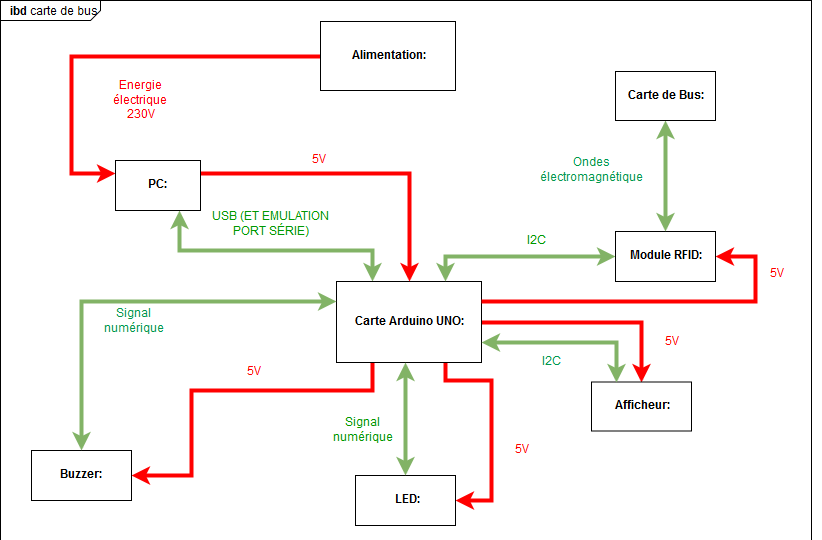 ibd carte de bus
Alimentation:
Energie
électrique
230V
Carte de Bus:
PC:
5V
Ondes
électromagnétique
USB (ET EMULATION
PORT SÉRIE)
I2C
Module RFID:
5V
Signal
numérique
Carte Arduino UNO:
5V
I2C
5V
Afficheur:
Signal
numérique
5V
Buzzer:
LED: